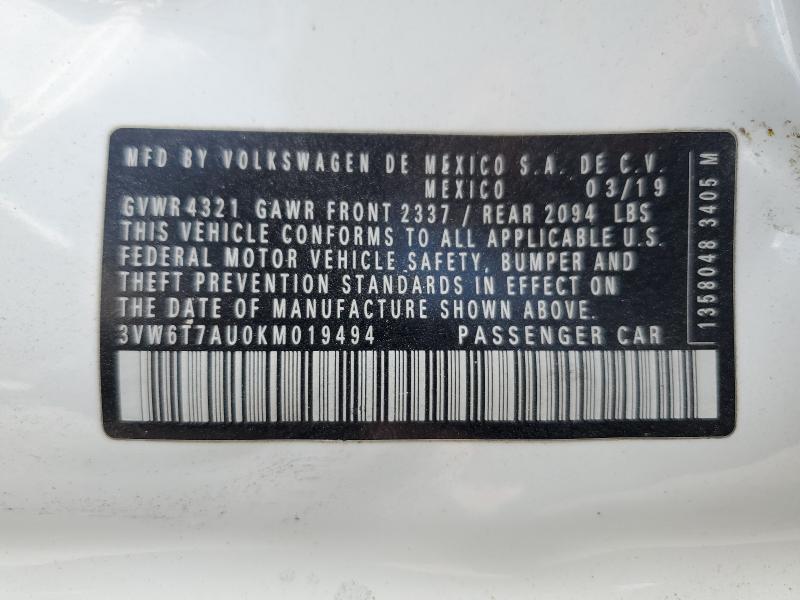 MFD BY VOLKSWAGEN DE MEXICO S.A. DE C.V.
MEXICO 03/19
GVWR 4321 GAWR FRONT 2337 / REAR 2094 LBS
THIS VEHICLE CONFORMS TO ALL APPLICABLE U.S.
FEDERAL MOTOR VEHICLE SAFETY, BUMPER AND
THEFT PREVENTION STANDARDS IN EFFECT ON
THE DATE OF MANUFACTURE SHOWN ABOVE.
3VW6T7AU0KM019494 PASSENGER CAR
1358048 3405 M